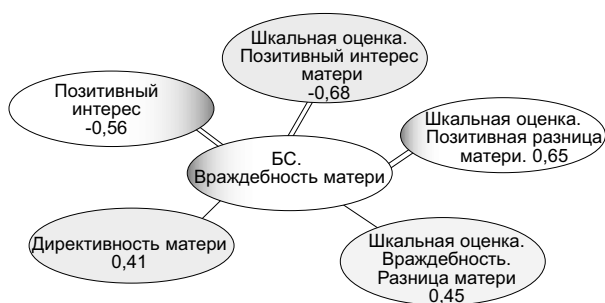 Шкальная оценка.
Позитивный интерес
матери
-0,68
Позитивный
интерес
-0,56
Шкальная оценка.
Позитивная разница
матери. 0,65
БС.
Враждебность матери
Директивность матери
0,41
Шкальная оценка.
Враждебность.
Разница матери
0,45